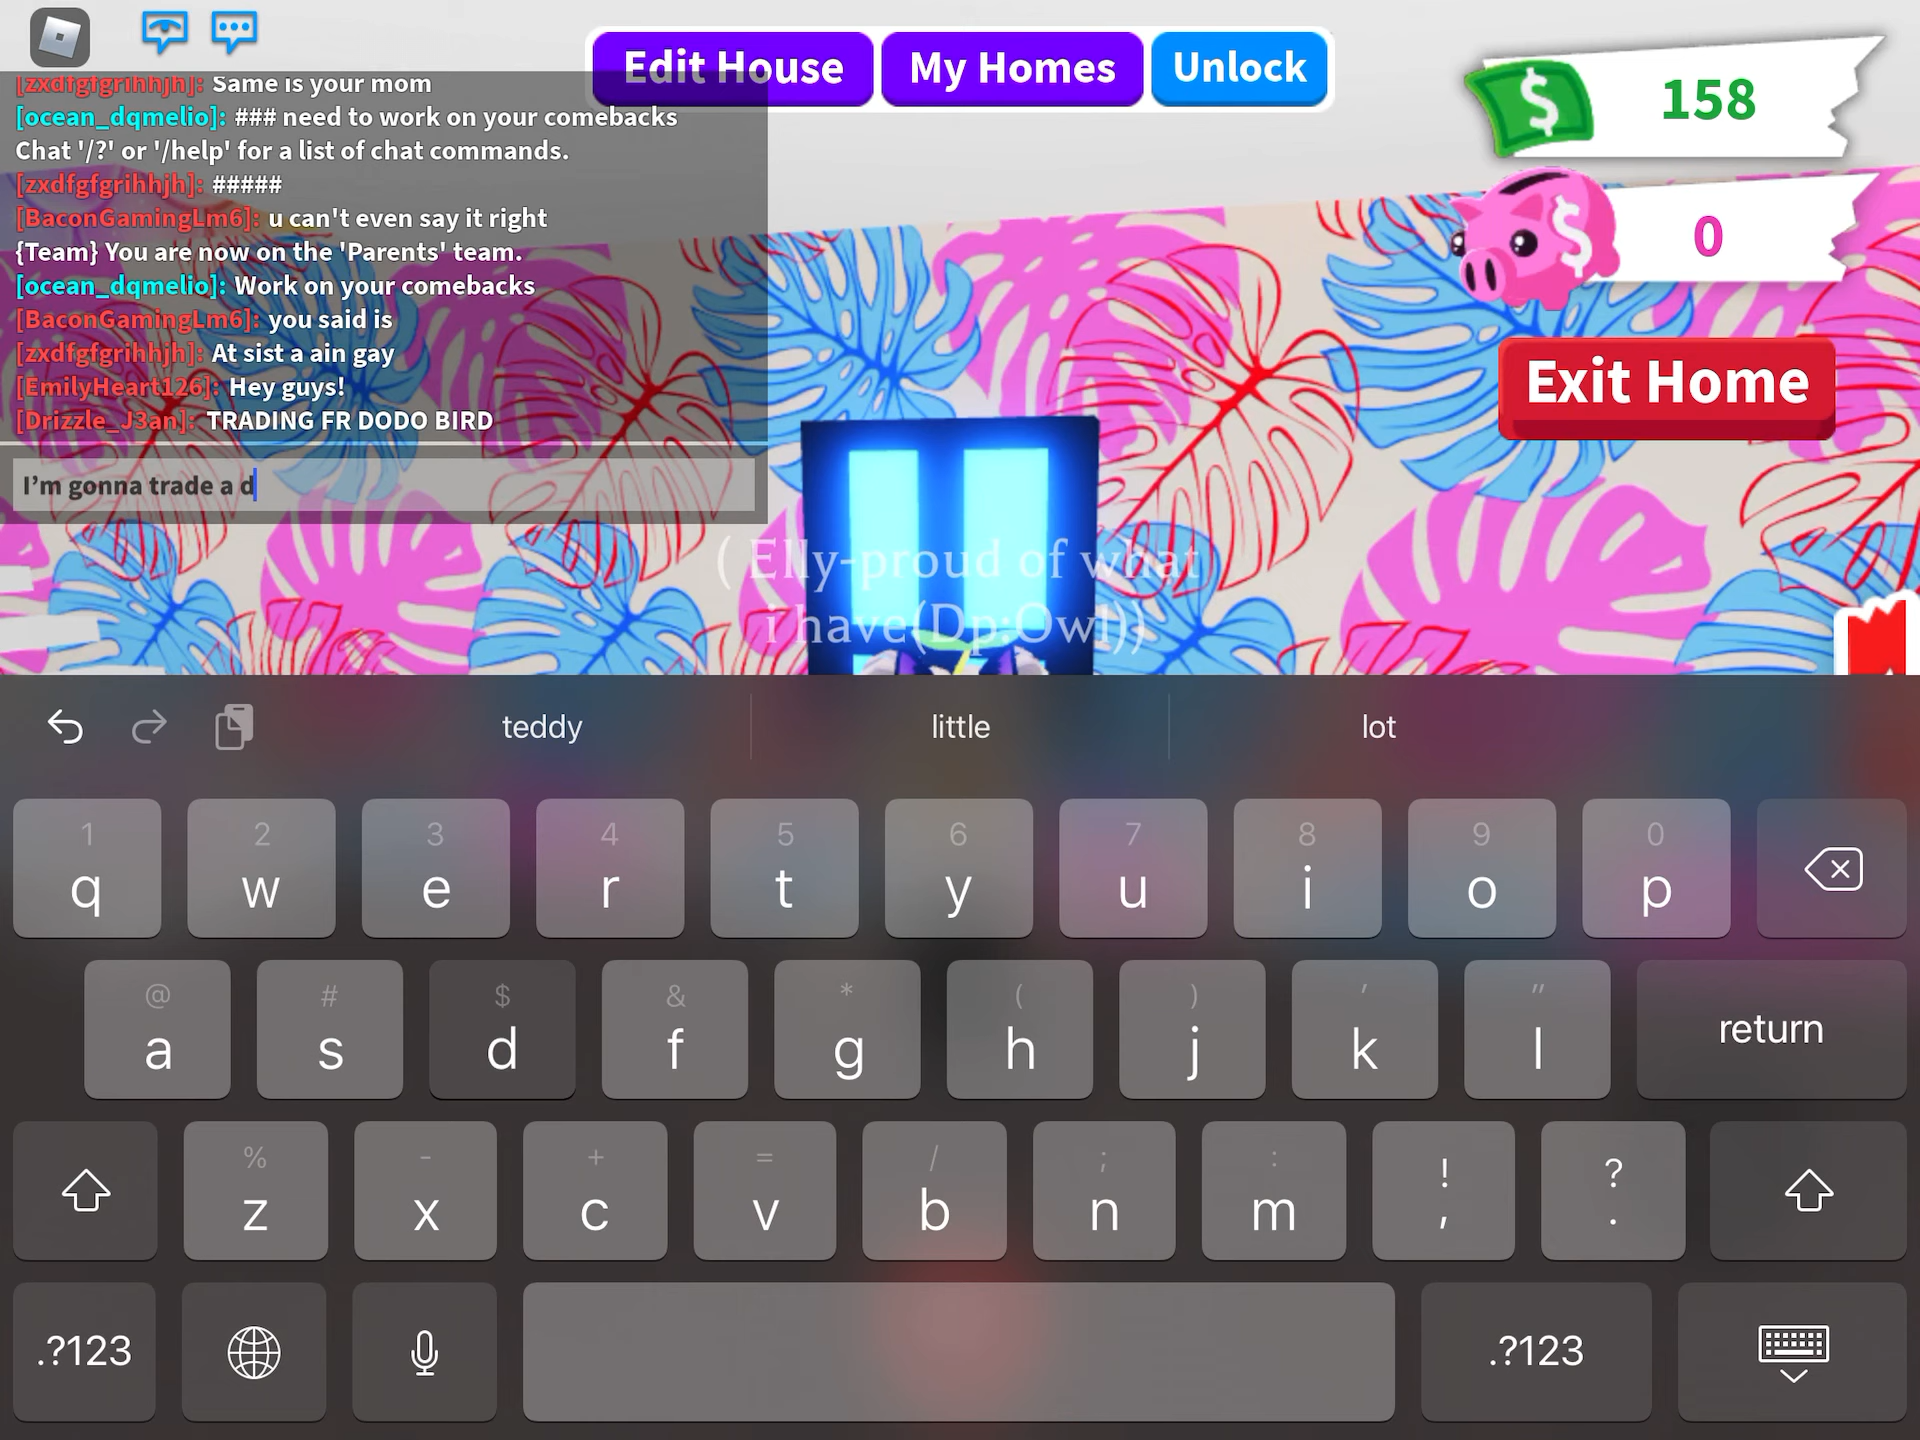 [zxdfgfgrihhjh]: Same is your mom
[ocean_dqmelio]: ### need to work on your comebacks
Chat '/?' or '/help' for a list of chat commands.
[zxdfgfgrihhjh]: #####
[BaconGamingLm6]: u can't even say it right
{Team} You are now on the 'Parents' team.
[ocean_dqmelio]: Work on your comebacks
[BaconGamingLm6]: you said is
[zxdfgfgrihhjh]: At sist a ain gay
[EmilyHeart126]: Hey guys!
[Drizzle_J3an]: TRADING FR DODO BIRD
I’m gonna trade a d
Edit House My Homes Unlock
$ 158
$ 0
Exit Home
( Elly-proud of what
i have(Dp:Owl))
teddy little lot
1 2 3 4 5 6 7 8 9 0
q w e r t y u i o p
@ # $ & * ( ) ' "
a s d f g h j k l return
% - + = / ; : ! ?
z x c v b n m , .
.?123 .?123